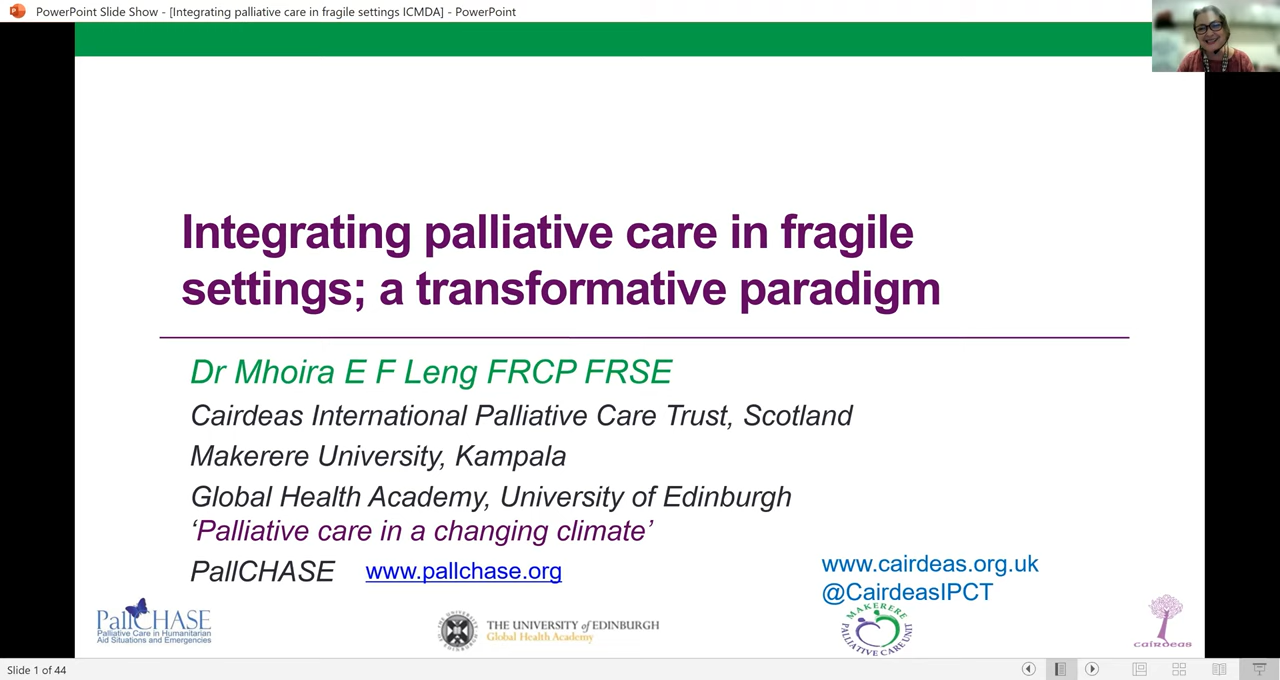 PowerPoint Slide Show - [Integrating palliative care in fragile settings ICMDA] - PowerPoint
Integrating palliative care in fragile
settings; a transformative paradigm
Dr Mhoira E F Leng FRCP FRSE
Cairdeas International Palliative Care Trust, Scotland
Makerere University, Kampala
Global Health Academy, University of Edinburgh
‘Palliative care in a changing climate’
PallCHASE www.pallchase.org
www.cairdeas.org.uk
@CairdeasIPCT
PallCHASE
Palliative Care in Humanitarian
Aid Situations and Emergencies
THE UNIVERSITY of EDINBURGH
Global Health Academy
MAKERERE
PALLIATIVE CARE UNIT
cairdeas
Slide 1 of 44